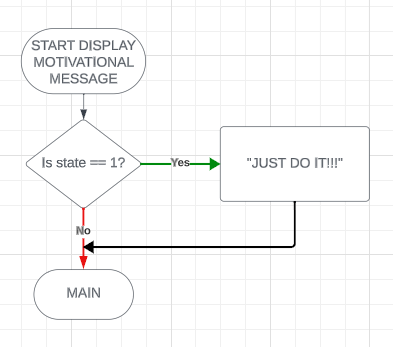 START DISPLAY
MOTIVATIONAL
MESSAGE
Is state == 1?
Yes
"JUST DO IT!!!"
No
MAIN